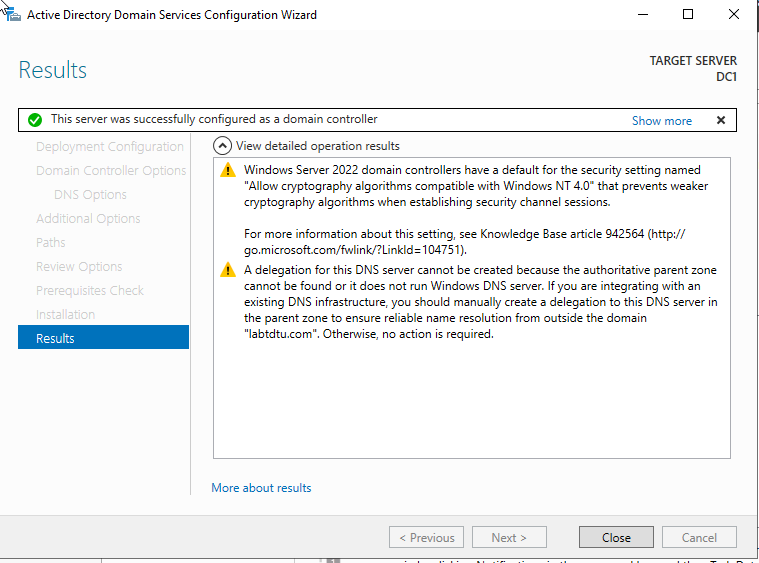 Active Directory Domain Services Configuration Wizard
Results
TARGET SERVER
DC1
This server was successfully configured as a domain controller
Show more
Deployment Configuration
Domain Controller Options
DNS Options
Additional Options
Paths
Review Options
Prerequisites Check
Installation
Results
View detailed operation results
Windows Server 2022 domain controllers have a default for the security setting named
"Allow cryptography algorithms compatible with Windows NT 4.0" that prevents weaker
cryptography algorithms when establishing security channel sessions.
For more information about this setting, see Knowledge Base article 942564 (http://
go.microsoft.com/fwlink/?LinkId=104751).
A delegation for this DNS server cannot be created because the authoritative parent zone
cannot be found or it does not run Windows DNS server. If you are integrating with an
existing DNS infrastructure, you should manually create a delegation to this DNS server in
the parent zone to ensure reliable name resolution from outside the domain
"labtdtu.com". Otherwise, no action is required.
More about results
< Previous
Next >
Close
Cancel